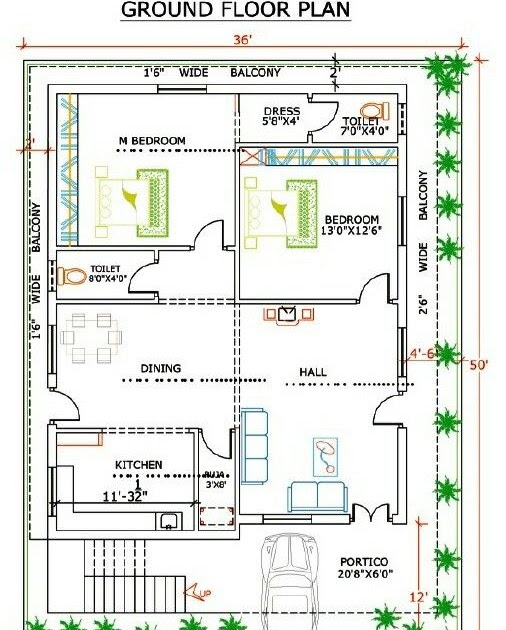 GROUND FLOOR PLAN
36'
1'6" WIDE BALCONY
2'
DRESS
5'8"X4'
TOILET
7'0"X4'0"
M BEDROOM
BEDROOM
13'0"X12'6"
1'6" WIDE BALCONY
2'6" WIDE BALCONY
TOILET
8'0"X4'0"
4'-6
50'
DINING
HALL
KITCHEN
1
11'-32"
PUJA
3'X8'
PORTICO
20'8"X6'0"
UP
12'